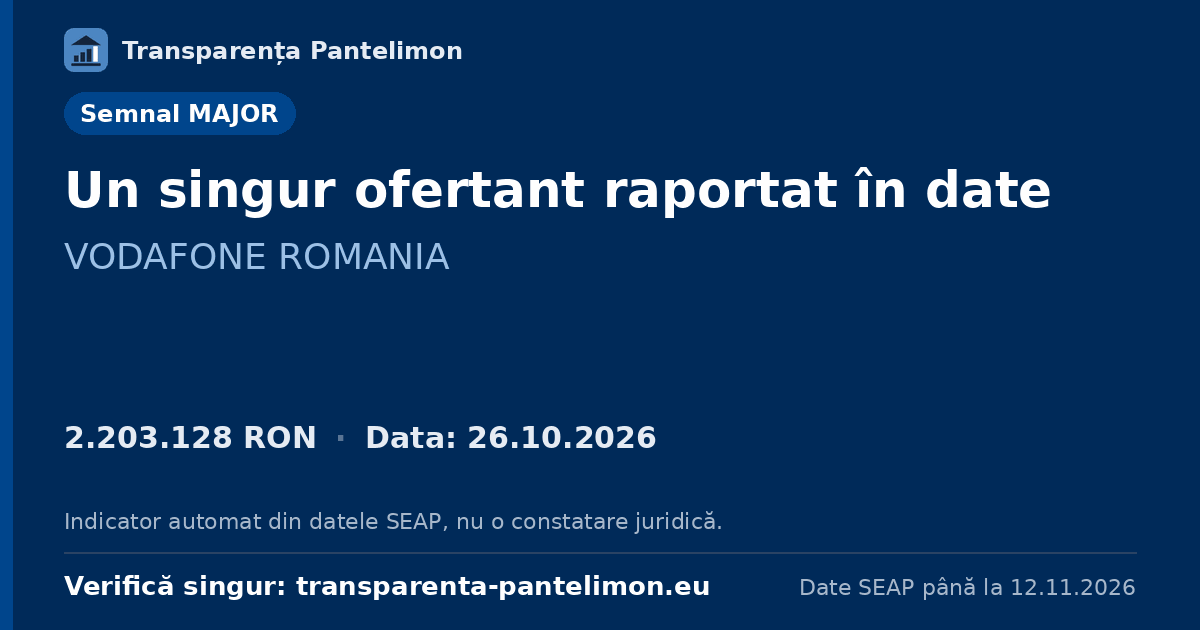 Transparența Pantelimon
Semnal MAJOR
Un singur ofertant raportat în date
VODAFONE ROMANIA
2.203.128 RON · Data: 26.10.2026
Indicator automat din datele SEAP, nu o constatare juridică.
Verifică singur: transparenta-pantelimon.eu
Date SEAP până la 12.11.2026